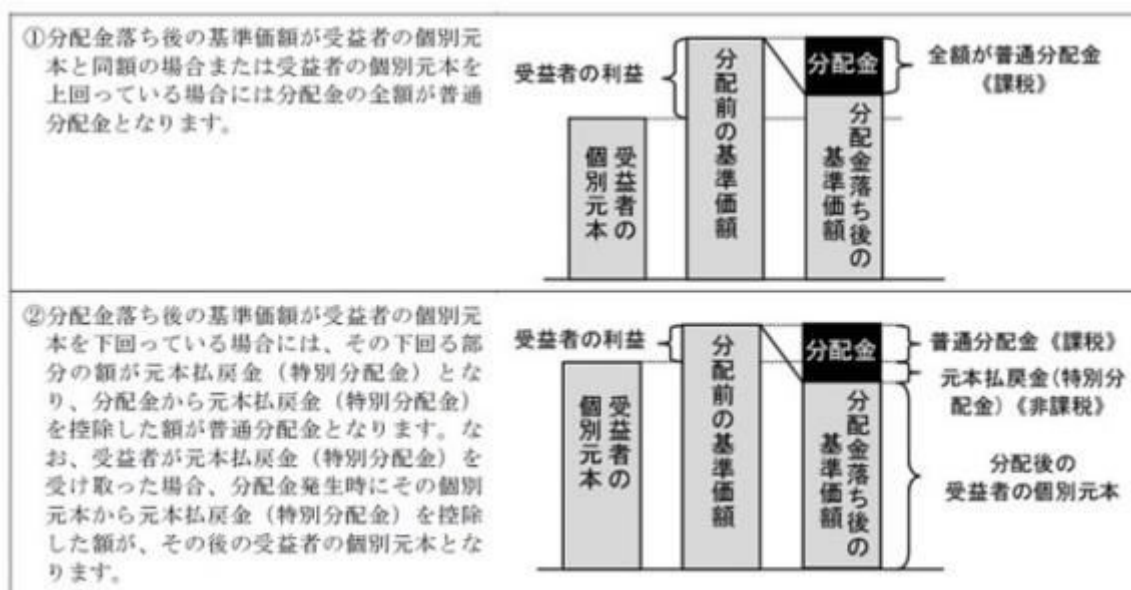 ①分配金落ち後の基準価額が受益者の個別元
本と同額の場合または受益者の個別元本を
上回っている場合には分配金の全額が普通
分配金となります。
受益者の利益
受益者の
個別元本
分配前の基準価額
分配金
分配金落ち後の
基準価額
全額が普通分配金
《課税》
②分配金落ち後の基準価額が受益者の個別元
本を下回っている場合には、その下回る部
分の額が元本払戻金（特別分配金）とな
り、分配金から元本払戻金（特別分配金）
を控除した額が普通分配金となります。な
お、受益者が元本払戻金（特別分配金）を
受け取った場合、分配金発生時にその個別
元本から元本払戻金（特別分配金）を控除
した額が、その後の受益者の個別元本とな
ります。
受益者の利益
受益者の
個別元本
分配前の基準価額
分配金
分配金落ち後の
基準価額
普通分配金《課税》
元本払戻金(特別分
配金)《非課税》
分配後の
受益者の個別元本